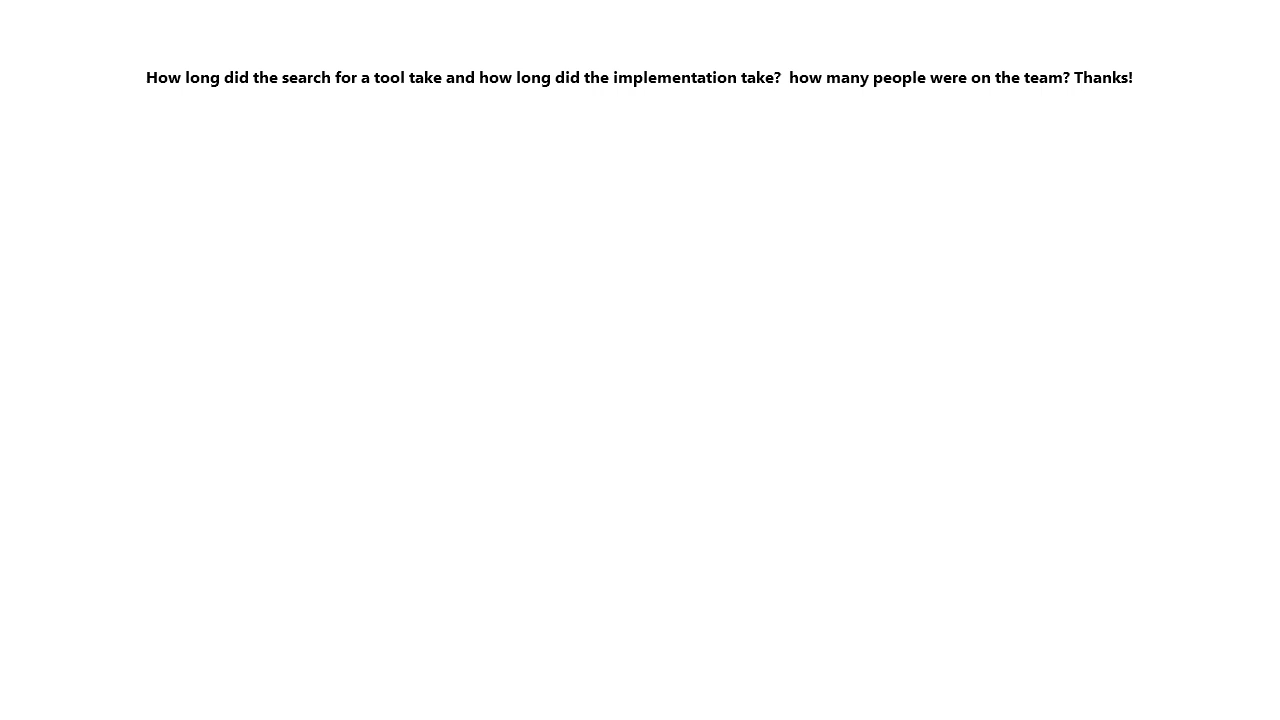 How long did the search for a tool take and how long did the implementation take?  how many people were on the team? Thanks!